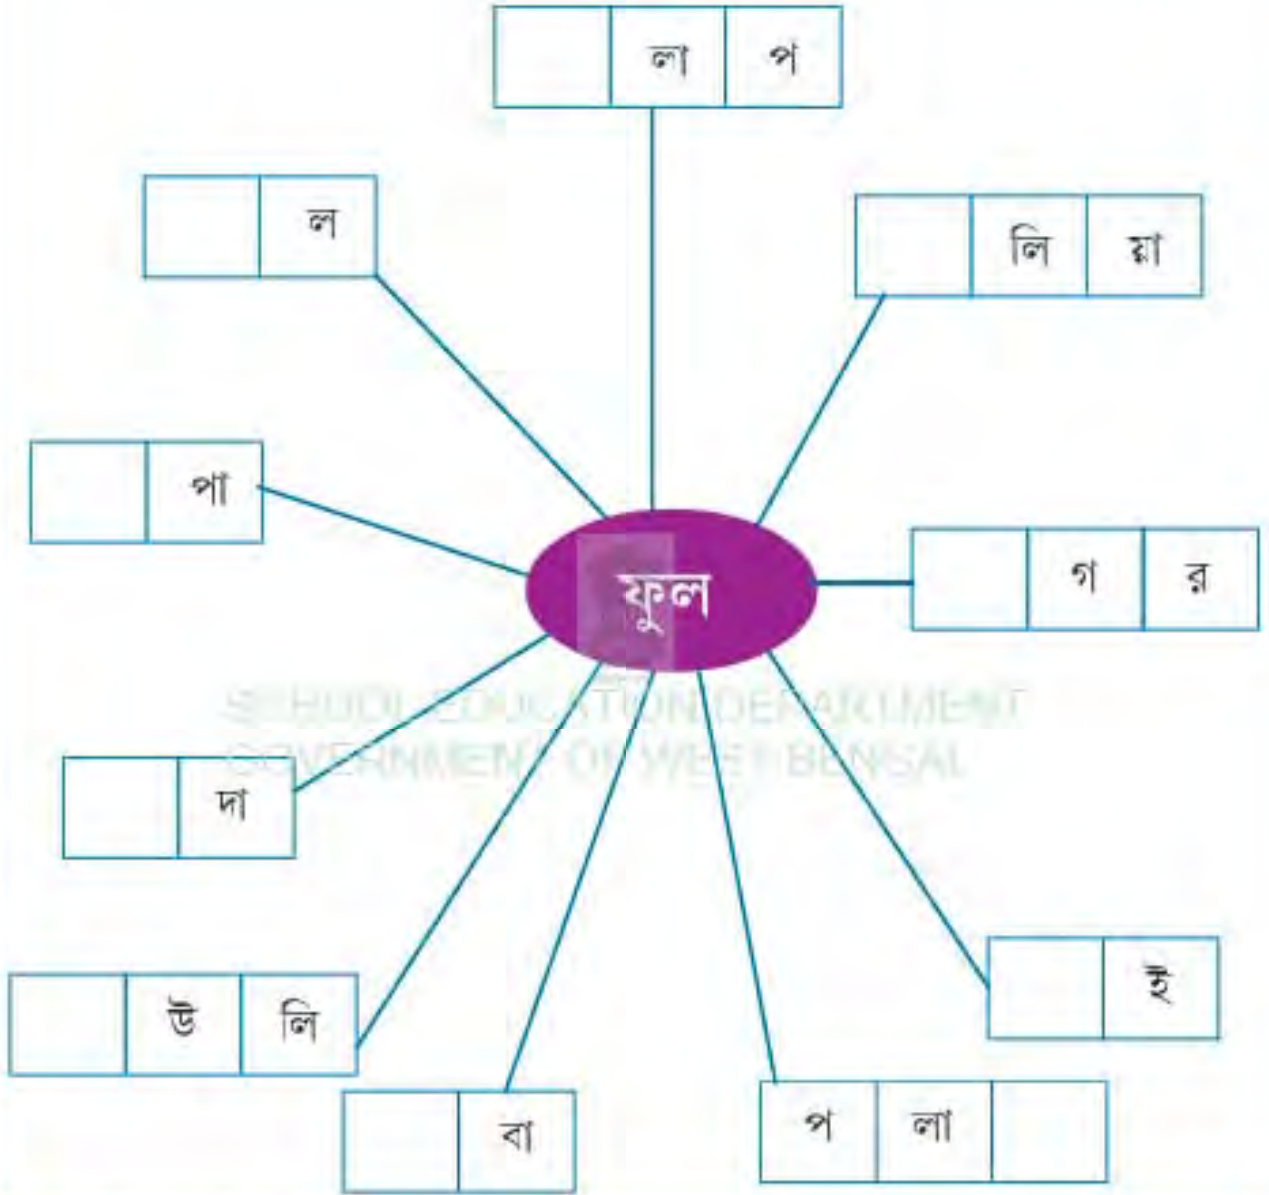 লা প
ল
লি য়া
পা
ফুল
গ র
SCHOOL EDUCATION DEPARTMENT
GOVERNMENT OF WEST BENGAL
দা
ই
উ লি
বা
প লা